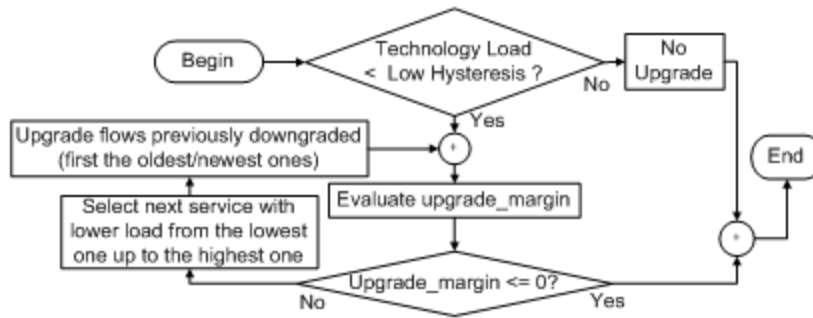 Begin
Technology Load
< Low Hysteresis ?
No
No
Upgrade
Yes
Upgrade flows previously downgraded
(first the oldest/newest ones)
+
End
Evaluate upgrade_margin
Select next service with
lower load from the lowest
one up to the highest one
+
Upgrade_margin <= 0?
No
Yes